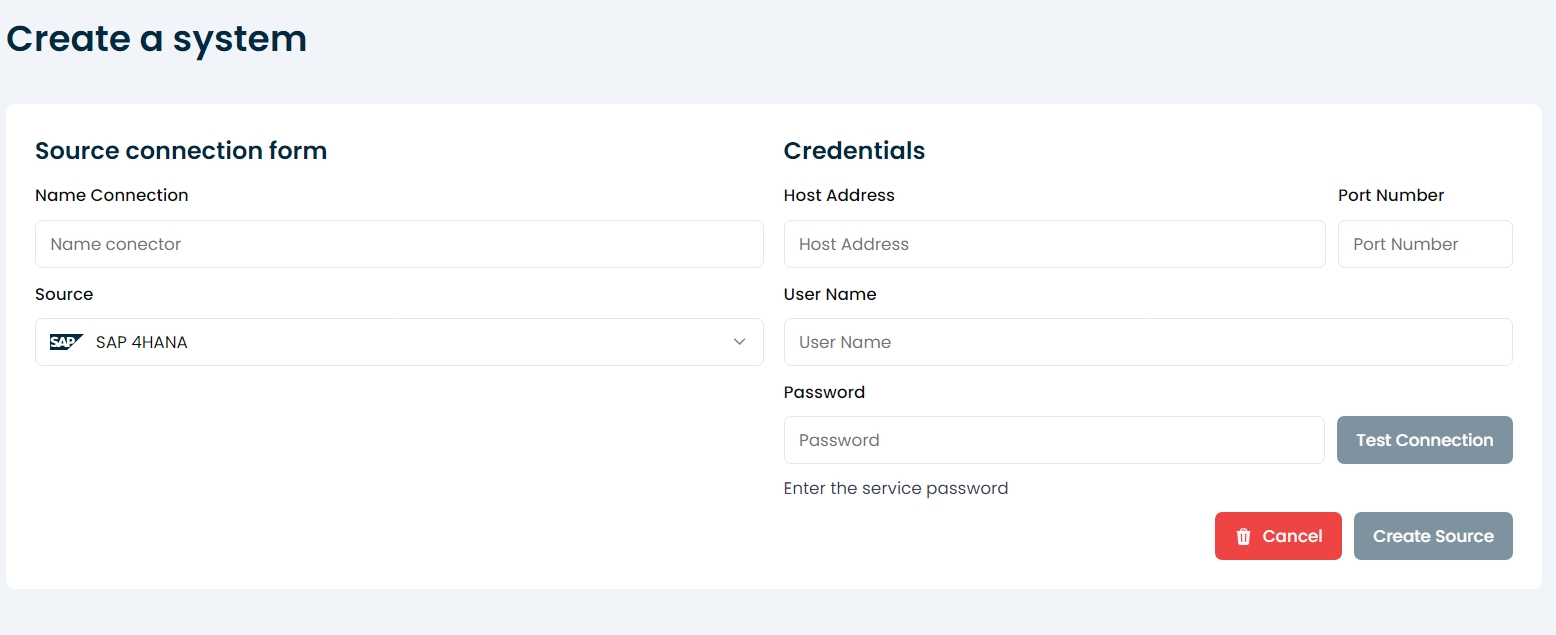 Create a system
Source connection form
Name Connection
Name conector
Source
SAP SAP 4HANA
Credentials
Host Address
Host Address
Port Number
Port Number
User Name
User Name
Password
Password
Test Connection
Enter the service password
Cancel
Create Source